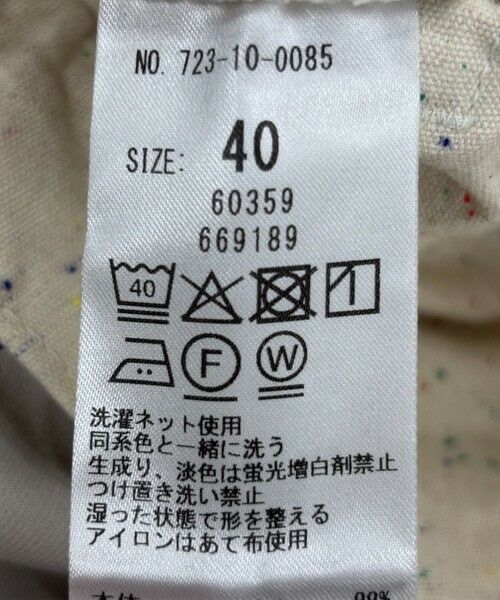 NO. 723-10-0085
SIZE: 40
60359
669189
40
F W
洗濯ネット使用
同系色と一緒に洗う
生成り、淡色は蛍光増白剤禁止
つけ置き洗い禁止
湿った状態で形を整える
アイロンはあて布使用
本体 98%